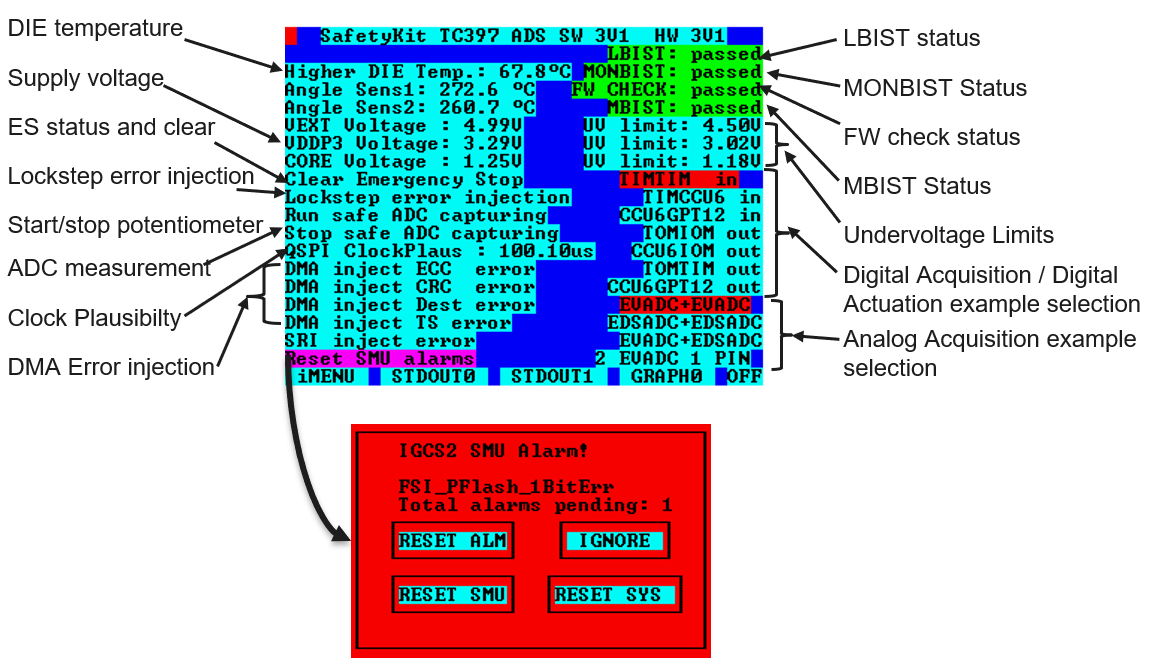 DIE temperature
Supply voltage
ES status and clear
Lockstep error injection
Start/stop potentiometer
ADC measurement
Clock Plausibilty
DMA Error injection
SafetyKit TC397 ADS SW 3V1 HW 3V1
LBIST: passed
Higher DIE Temp.: 67.8ºC MONBIST: passed
Angle Sens1: 272.6 ºC FW CHECK: passed
Angle Sens2: 260.7 ºC MBIST: passed
VEXT Voltage : 4.99V UV limit: 4.50V
VDDP3 Voltage: 3.29V UV limit: 3.02V
CORE Voltage : 1.25V UV limit: 1.18V
Clear Emergency Stop TIMTIM in
Lockstep error injection TIMCCU6 in
Run safe ADC capturing CCU6GPT12 in
Stop safe ADC capturing TOMIOM out
QSPI ClockPlaus : 100.10us CCU6IOM out
DMA inject ECC error TOMTIM out
DMA inject CRC error CCU6GPT12 out
DMA inject Dest error EVADC+EVADC
DMA inject TS error EDSADC+EDSADC
SRI inject error EVADC+EDSADC
Reset SMU alarms 2 EVADC 1 PIN
iMENU STDOUT0 STDOUT1 GRAPH0 OFF
LBIST status
MONBIST Status
FW check status
MBIST Status
Undervoltage Limits
Digital Acquisition / Digital
Actuation example selection
Analog Acquisition example
selection
IGCS2 SMU Alarm!
FSI_PFlash_1BitErr
Total alarms pending: 1
RESET ALM IGNORE
RESET SMU RESET SYS